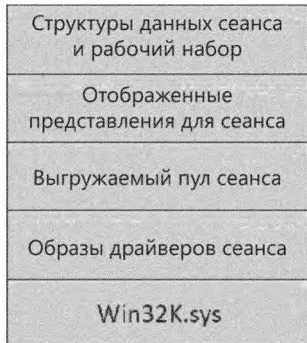 Структуры данных сеанса
и рабочий набор
Отображенные
представления для сеанса
Выгружаемый пул сеанса
Образы драйверов сеанса
Win32K.sys